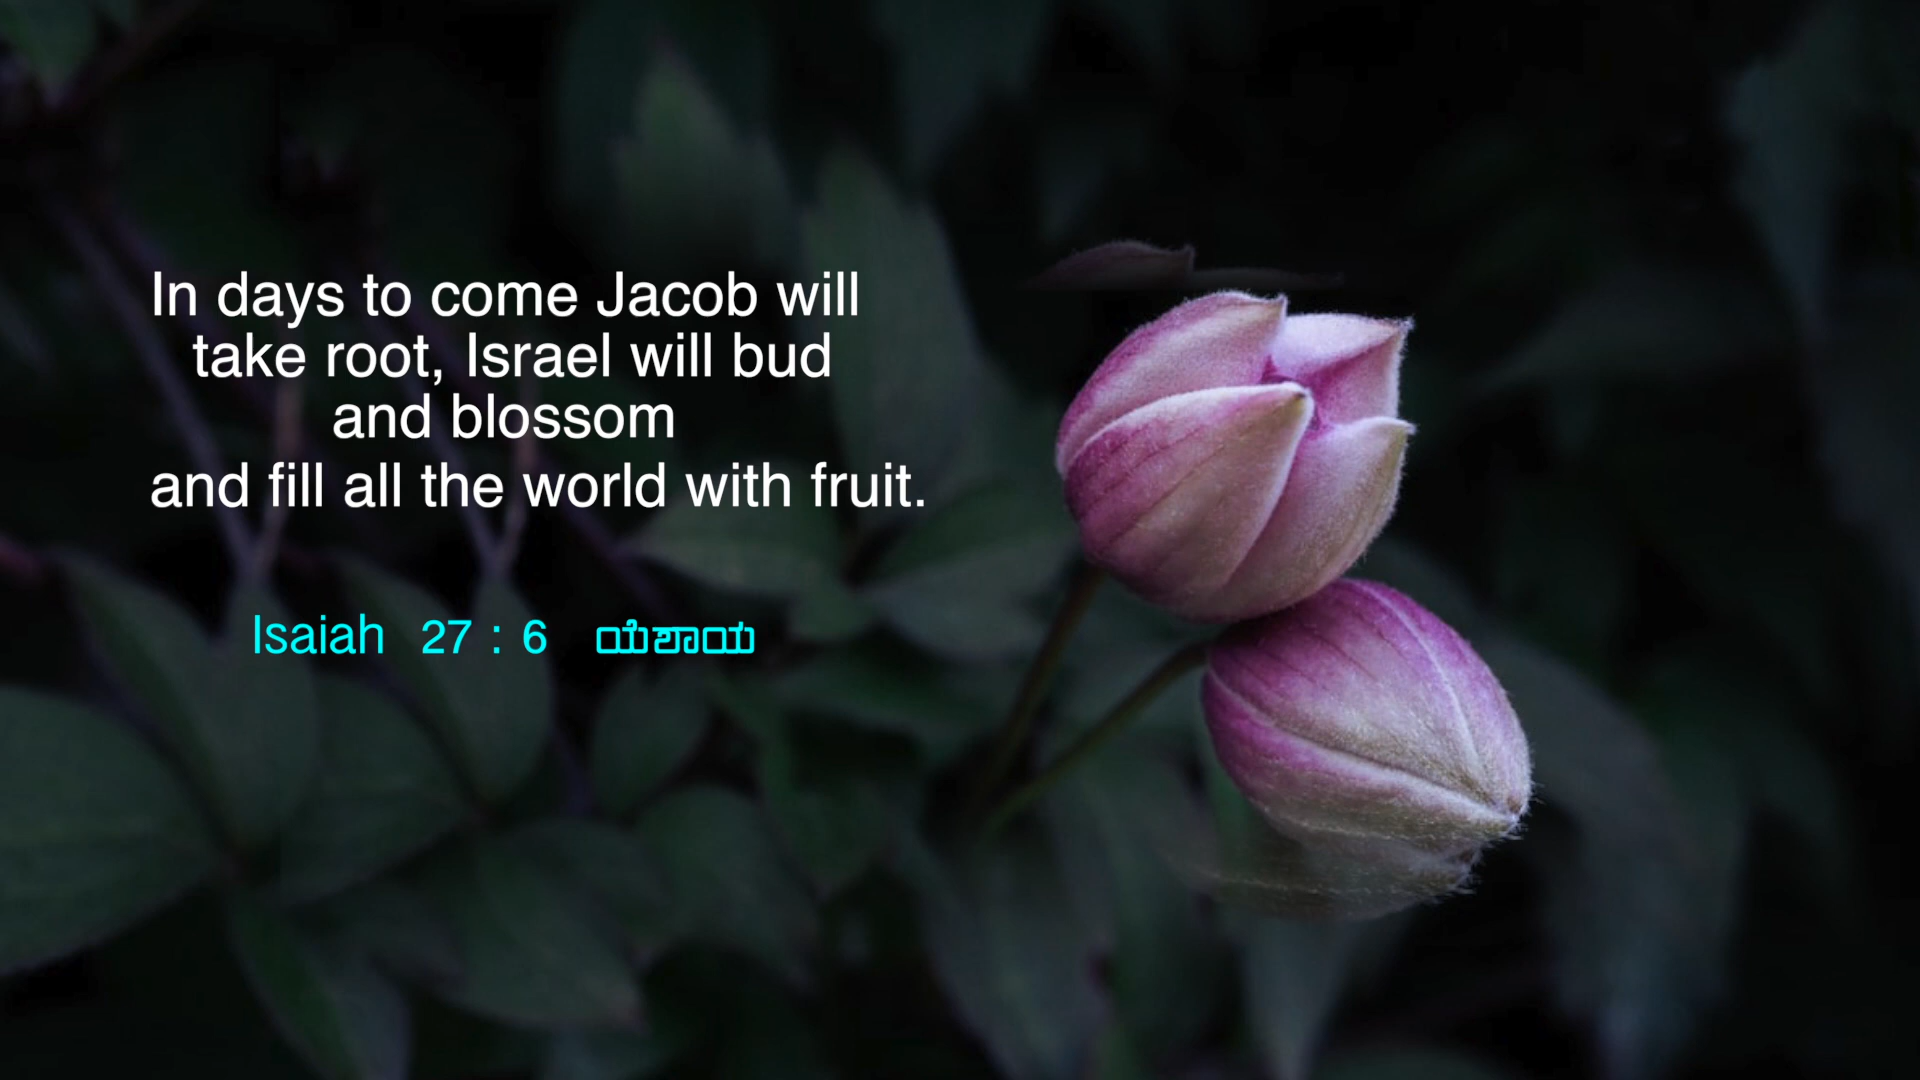 In days to come Jacob will
take root, Israel will bud
and blossom
and fill all the world with fruit.
Isaiah 27 : 6 ಯೆಶಾಯ